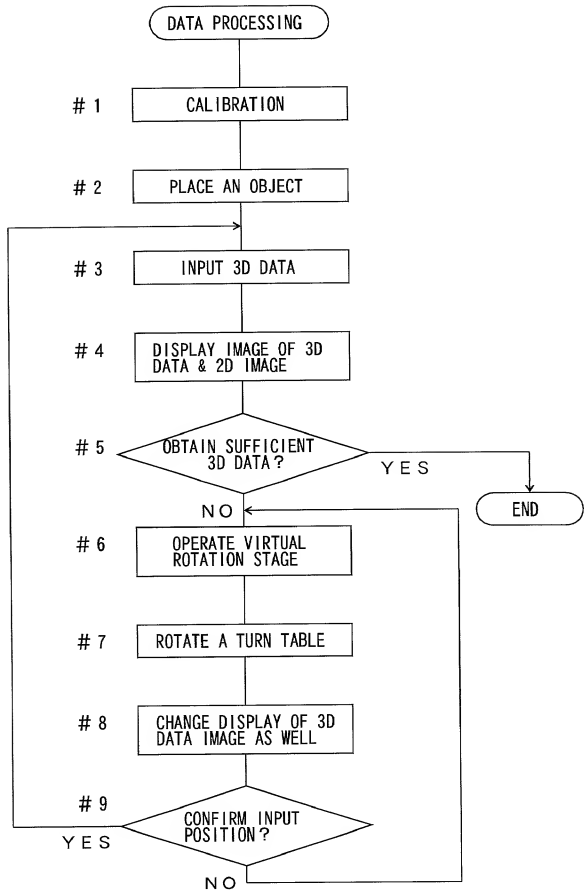 DATA PROCESSING
#1
CALIBRATION
#2
PLACE AN OBJECT
#3
INPUT 3D DATA
#4
DISPLAY IMAGE OF 3D
DATA & 2D IMAGE
#5
OBTAIN SUFFICIENT
3D DATA?
YES
END
NO
#6
OPERATE VIRTUAL
ROTATION STAGE
#7
ROTATE A TURN TABLE
#8
CHANGE DISPLAY OF 3D
DATA IMAGE AS WELL
#9
CONFIRM INPUT
POSITION?
YES
NO